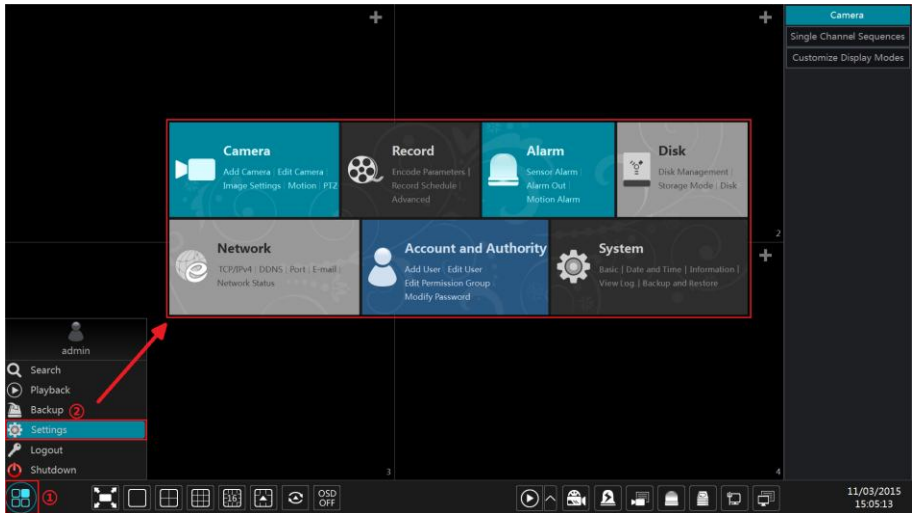 Camera
Single Channel Sequences
Customize Display Modes
Camera
Add Camera | Edit Camera |
Image Settings | Motion | PTZ
Record
Encode Parameters |
Record Schedule |
Advanced
Alarm
Sensor Alarm |
Alarm Out |
Motion Alarm
Disk
Disk Management |
Storage Mode | Disk
2
Network
TCP/IPv4 | DDNS | Port | E-mail |
Network Status
Account and Authority
Add User | Edit User
Edit Permission Group
Modify Password
System
Basic | Date and Time | Information |
View Log | Backup and Restore
admin
Search
Playback
Backup ②
Settings
Logout
Shutdown
3
4
①
16
OSD
OFF
11/03/2015
15:05:13